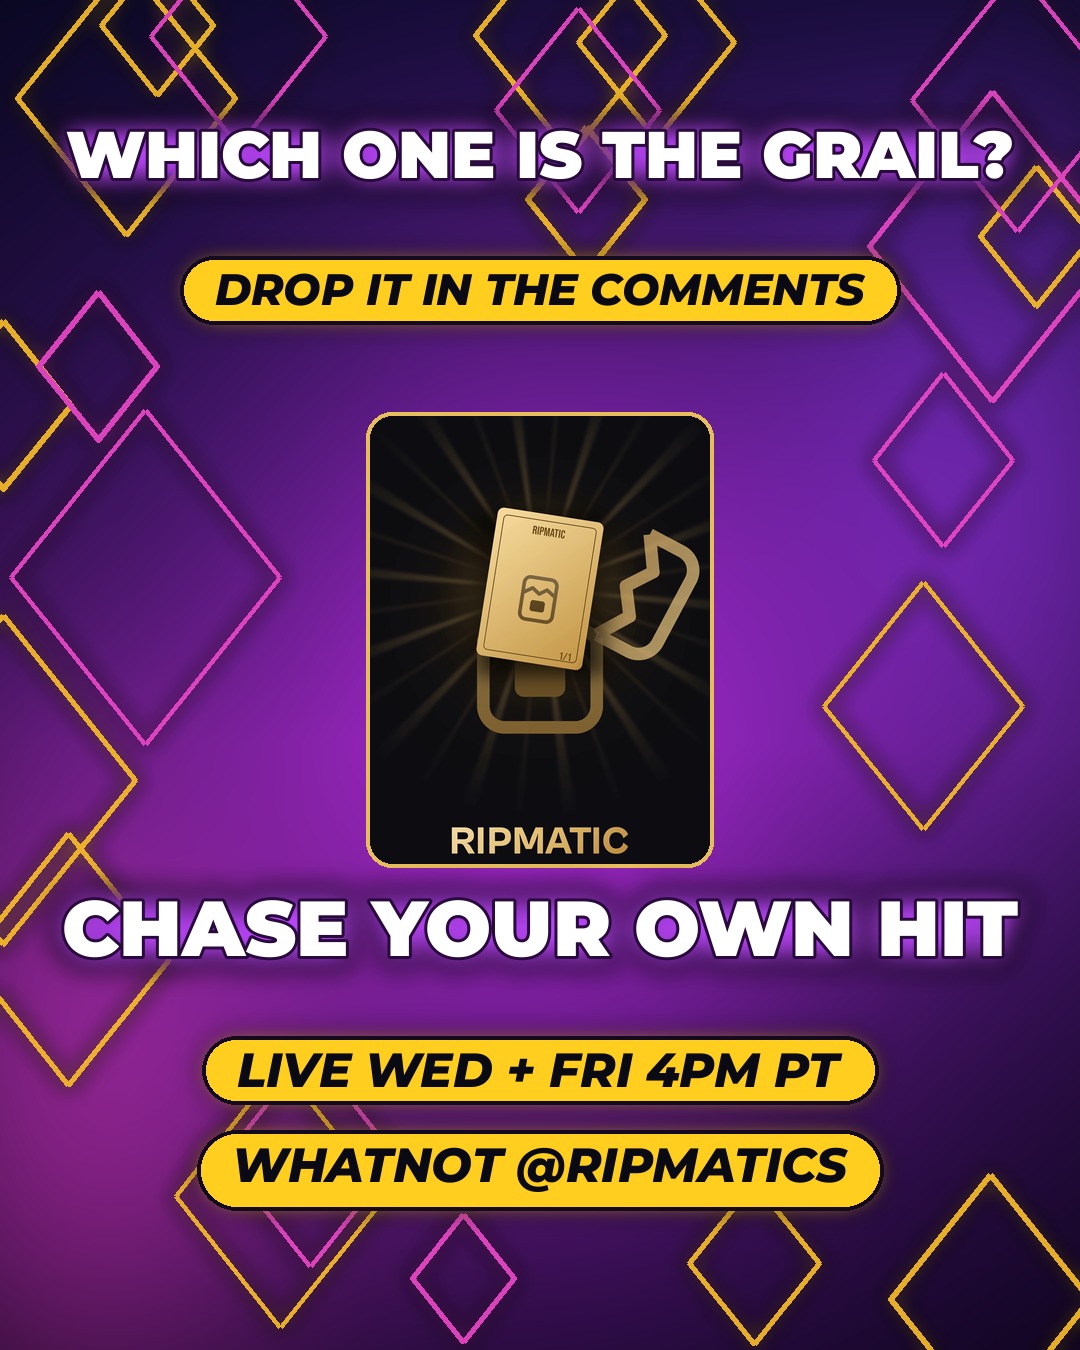 WHICH ONE IS THE GRAIL?
DROP IT IN THE COMMENTS
RIPMATIC
1/1
RIPMATIC
CHASE YOUR OWN HIT
LIVE WED + FRI 4PM PT
WHATNOT @RIPMATICS